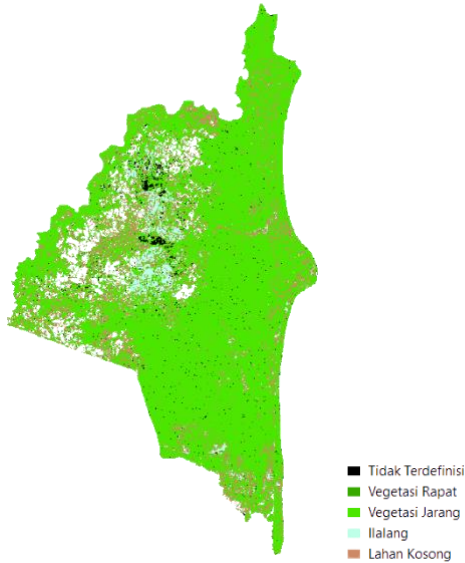 Tidak Terdefinisi
Vegetasi Rapat
Vegetasi Jarang
Ilalang
Lahan Kosong